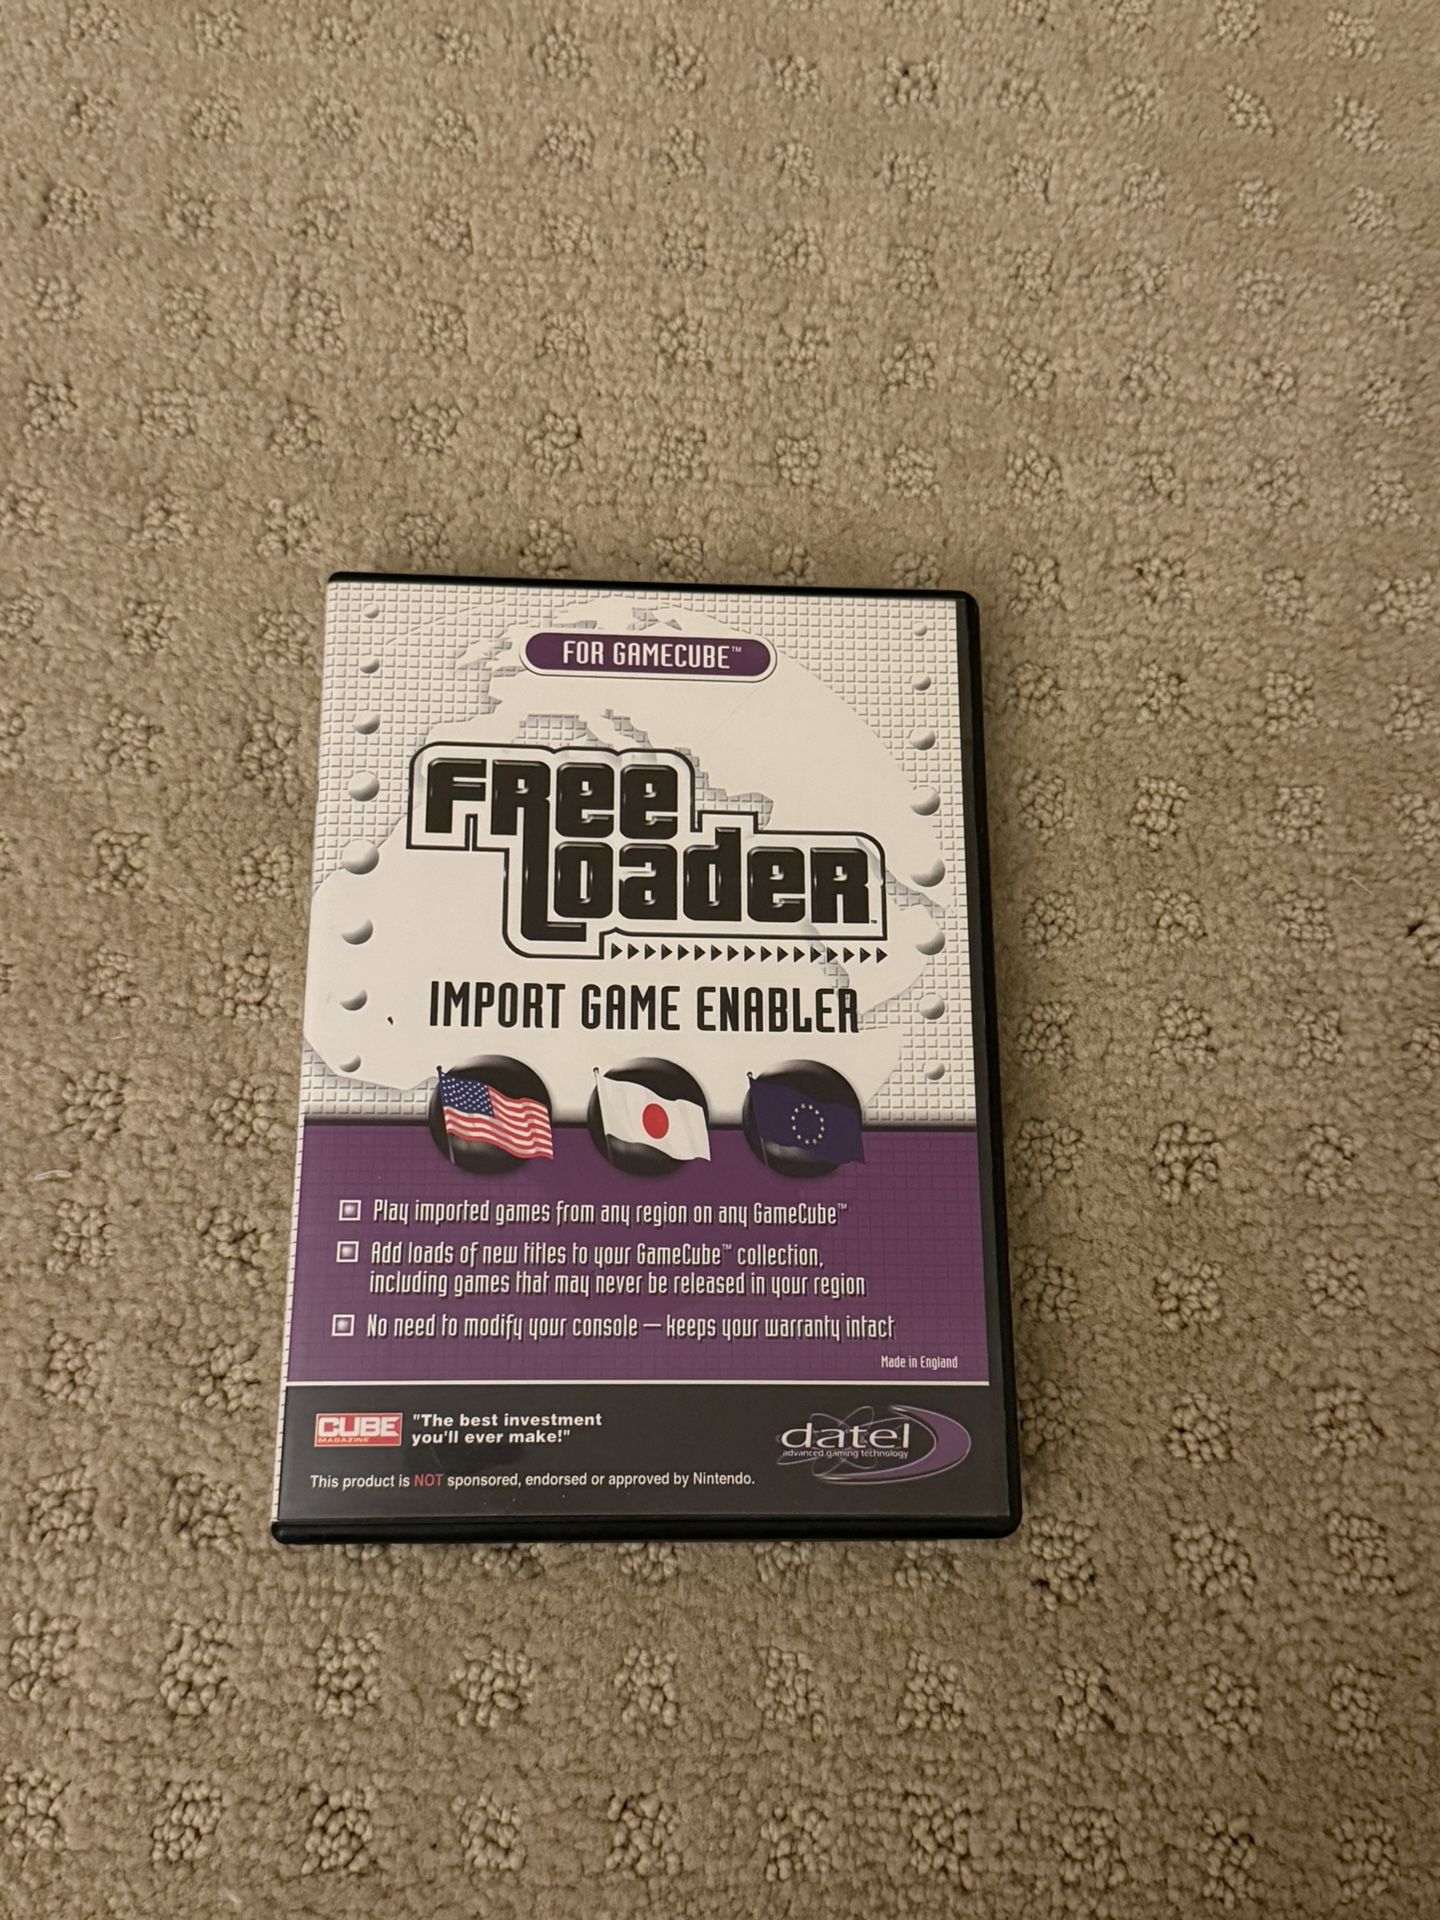 FOR GAMECUBE™
FREE
LOADER™
IMPORT GAME ENABLER
Play imported games from any region on any GameCube™
Add loads of new titles to your GameCube™ collection,
including games that may never be released in your region
No need to modify your console — keeps your warranty intact
Made in England
CUBE
MAGAZINE
"The best investment
you'll ever make!"
datel
advanced gaming technology
This product is NOT sponsored, endorsed or approved by Nintendo.